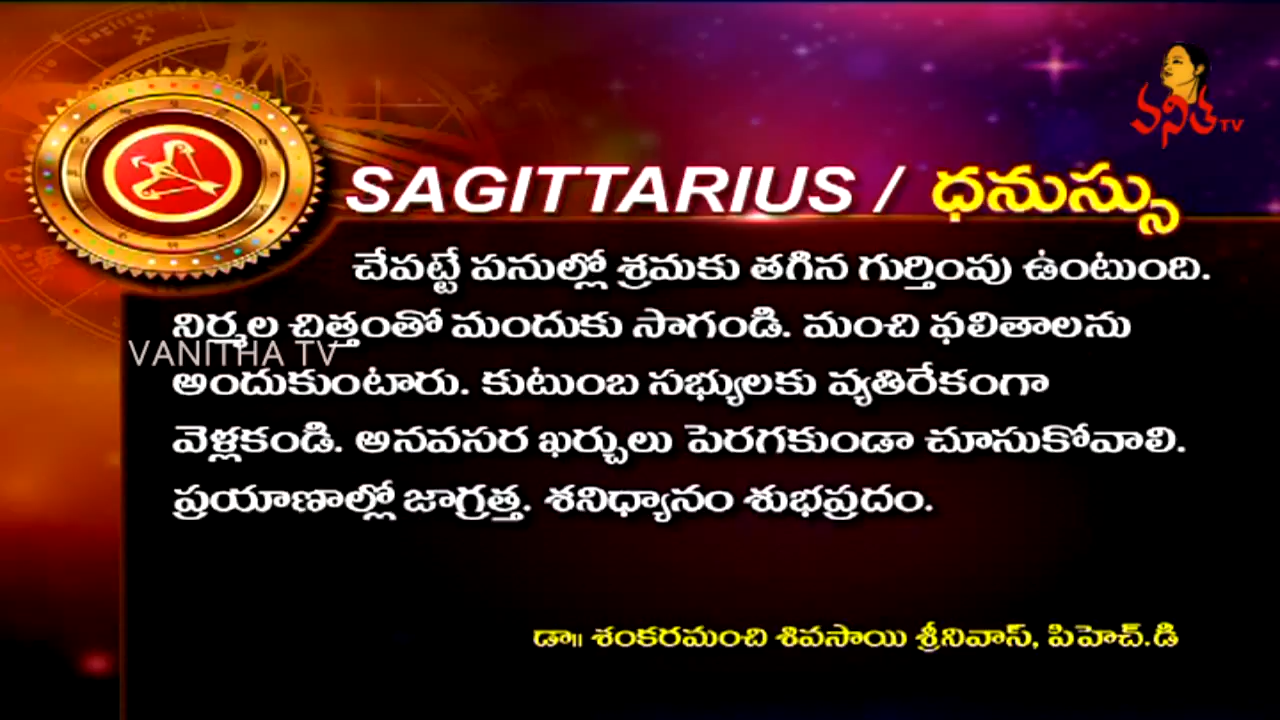 వనిత TV
SAGITTARIUS / ధనుస్సు
చేపట్టే పనుల్లో శ్రమకు తగిన గుర్తింపు ఉంటుంది.
నిర్మల చిత్తంతో మందుకు సాగండి. మంచి ఫలితాలను
VANITHA TV
అందుకుంటారు. కుటుంబ సభ్యులకు వ్యతిరేకంగా
వెళ్లకండి. అనవసర ఖర్చులు పెరగకుండా చూసుకోవాలి.
ప్రయాణాల్లో జాగ్రత్త. శనిధ్యానం శుభప్రదం.
డా॥ శంకరమంచి శివసాయి శ్రీనివాస్, పిహెచ్.డి